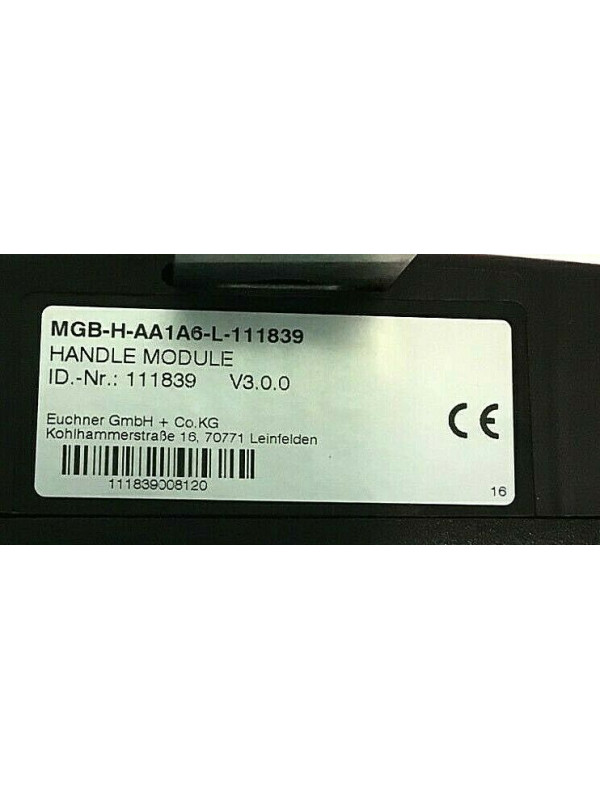 MGB-H-AA1A6-L-111839
HANDLE MODULE
ID.-Nr.: 111839 V3.0.0
Euchner GmbH + Co.KG
Kohlhammerstraße 16, 70771 Leinfelden
CE
111839008120
16